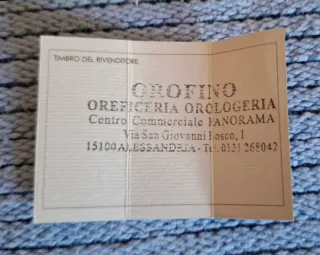 TIMBRO DEL RIVENDITORE
OROFINO
OREFICERIA OROLOGERIA
Centro Commerciale PANORAMA
Via San Giovanni Bosco, 1
15100 ALESSANDRIA - Tel. 0131 268042